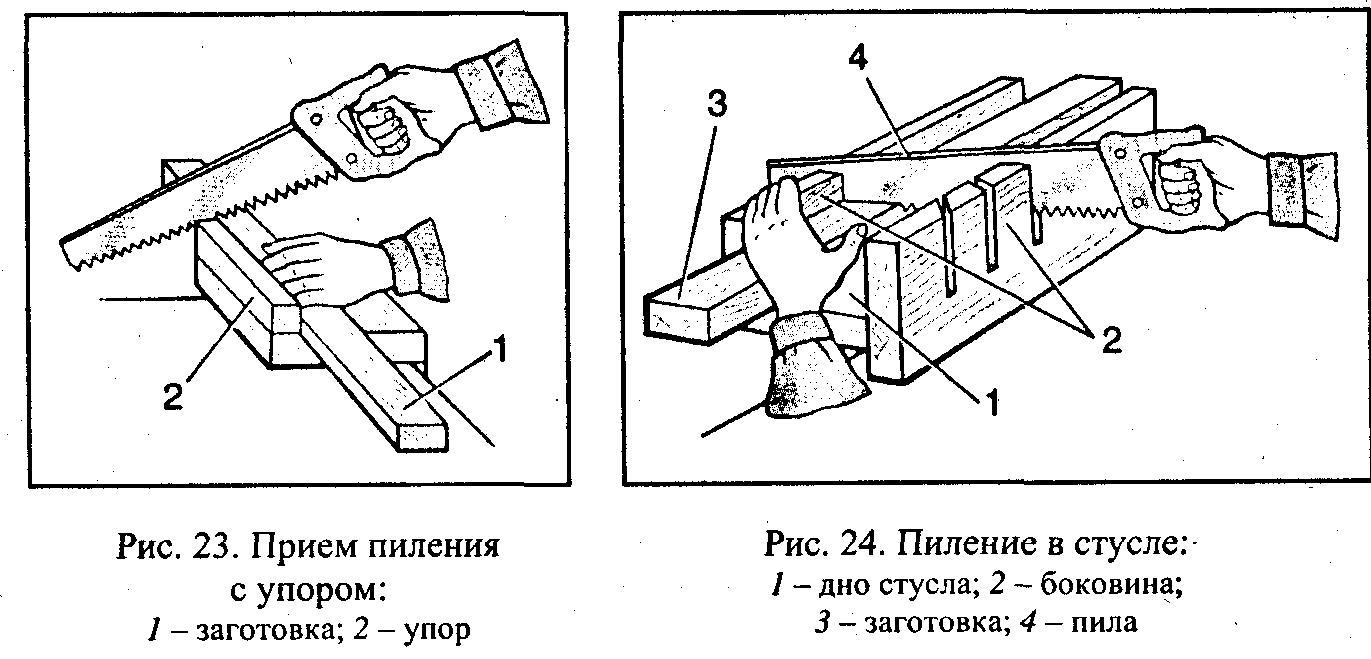 1
2
Рис. 23. Прием пиления
с упором:
1 – заготовка; 2 – упор
4
3
2
1
Рис. 24. Пиление в стусле:
1 – дно стусла; 2 – боковина;
3 – заготовка; 4 – пила